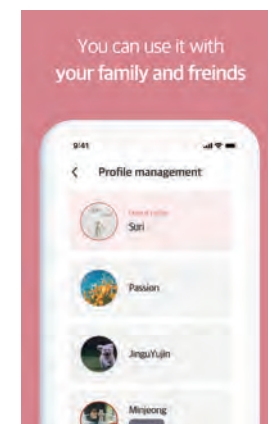 You can use it with
your family and freinds
9:41
Profile management
Suri
Passion
JinguYujin
Minjeong